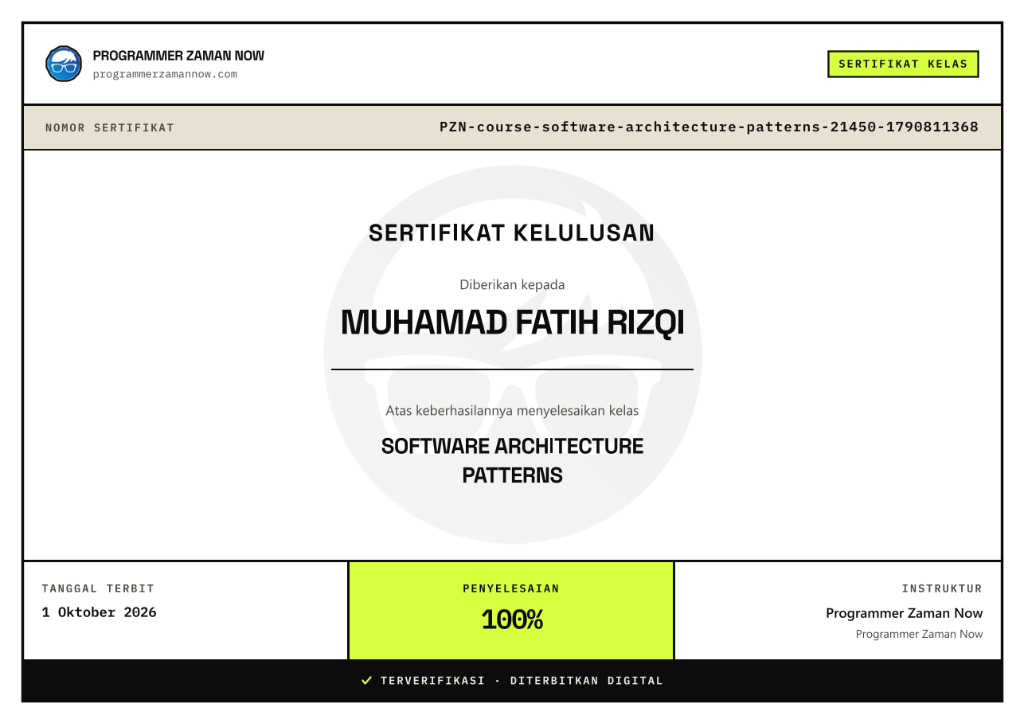 PROGRAMMER ZAMAN NOW
programmerzamannow.com
SERTIFIKAT KELAS
NOMOR SERTIFIKAT
PZN-course-software-architecture-patterns-21450-1790811368
SERTIFIKAT KELULUSAN
Diberikan kepada
MUHAMAD FATIH RIZQI
Atas keberhasilannya menyelesaikan kelas
SOFTWARE ARCHITECTURE
PATTERNS
TANGGAL TERBIT
1 Oktober 2026
PENYELESAIAN
100%
INSTRUKTUR
Programmer Zaman Now
Programmer Zaman Now
✓ TERVERIFIKASI · DITERBITKAN DIGITAL